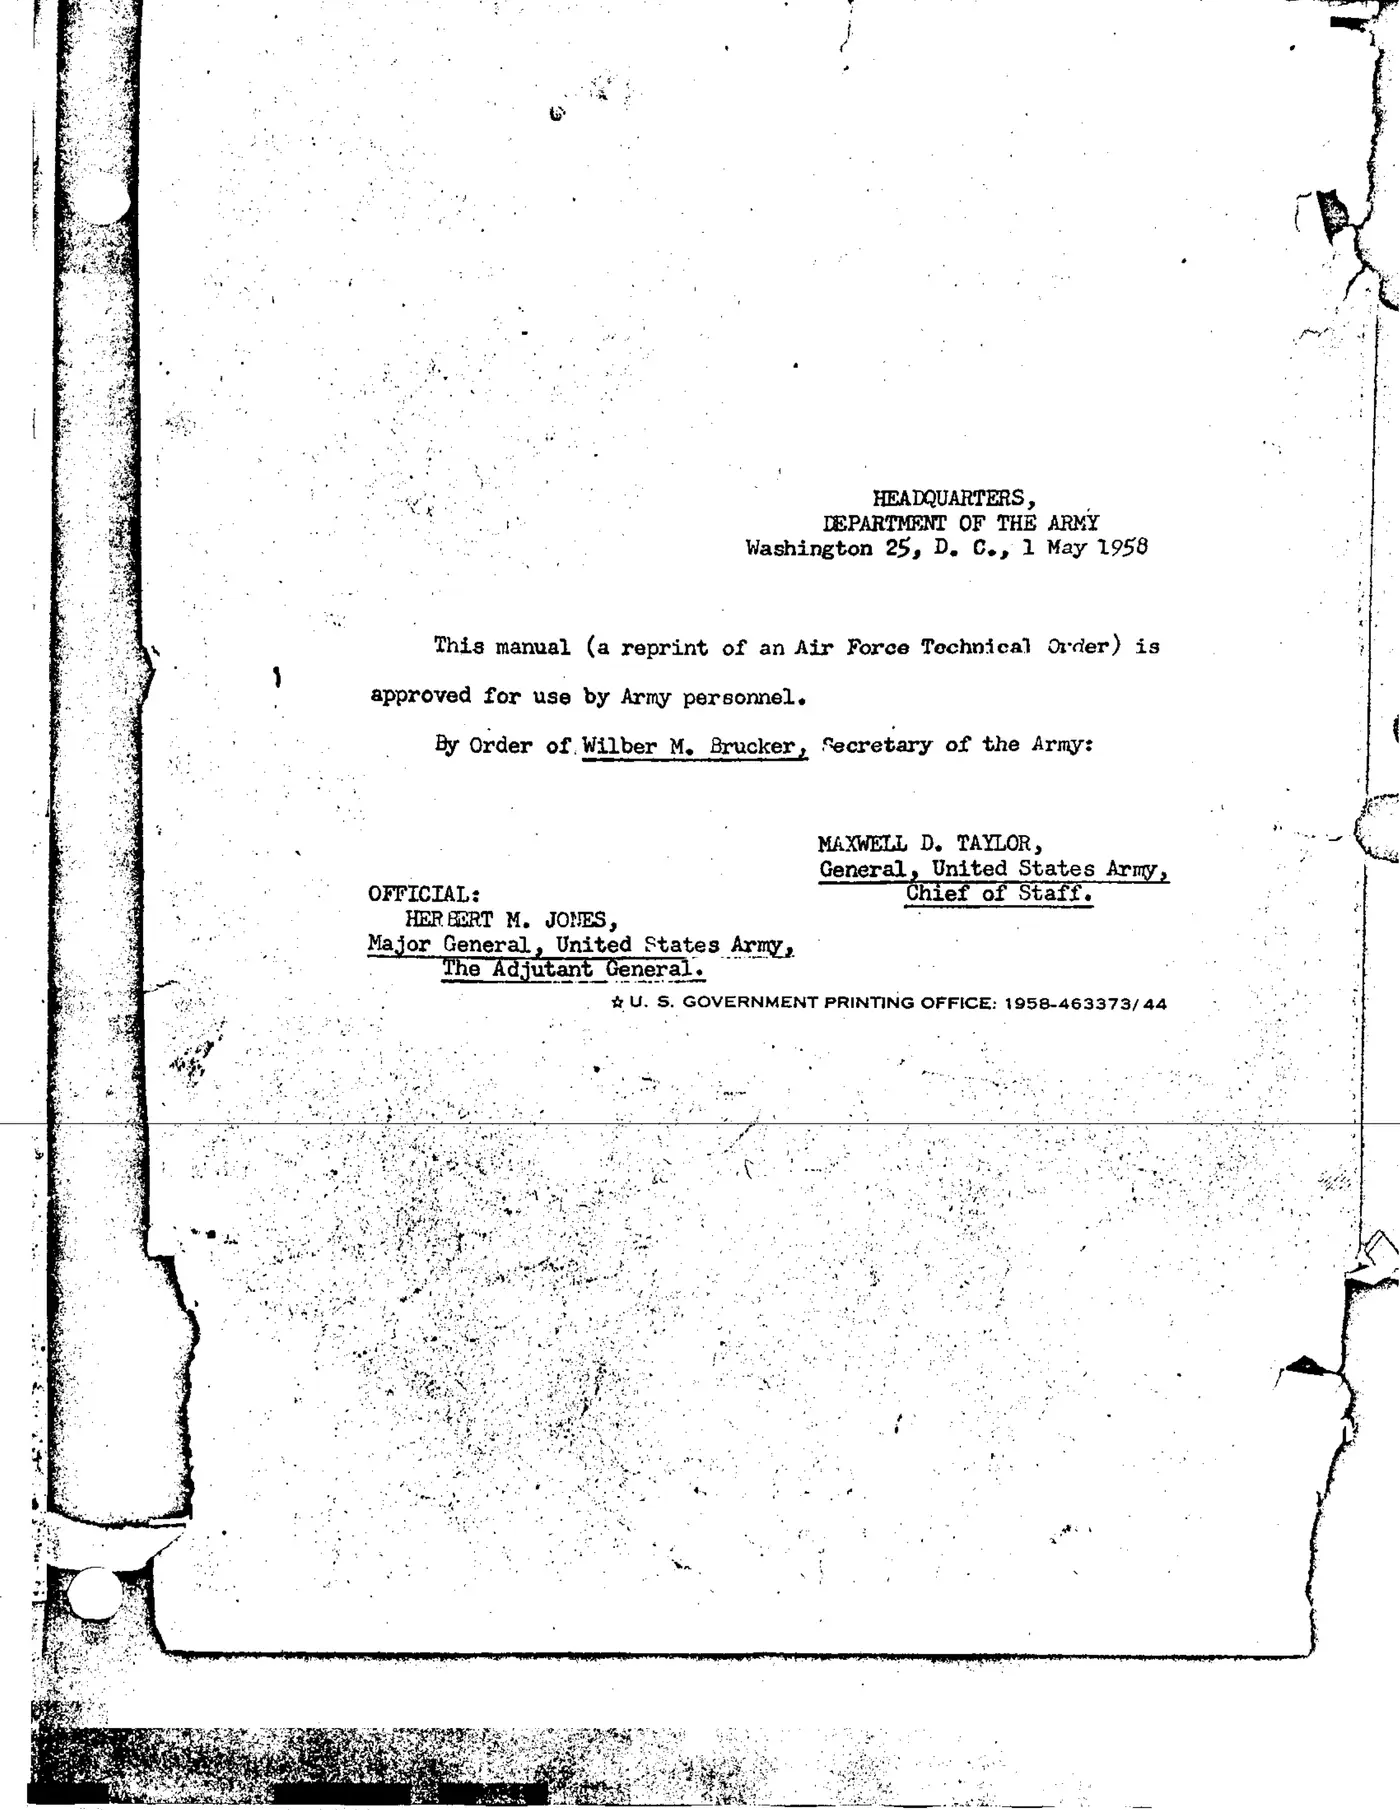 HEADQUARTERS,
DEPARTMENT OF THE ARMY
Washington 25, D. C., 1 May 1958
This manual (a reprint of an Air Force Technical Order) is
approved for use by Army personnel.
By Order of Wilber M. Brucker, Secretary of the Army:
MAXWELL D. TAYLOR,
General, United States Army,
Chief of Staff.
OFFICIAL:
HERBERT M. JONES,
Major General, United States Army,
The Adjutant General.
☆ U. S. GOVERNMENT PRINTING OFFICE: 1958-463373/44